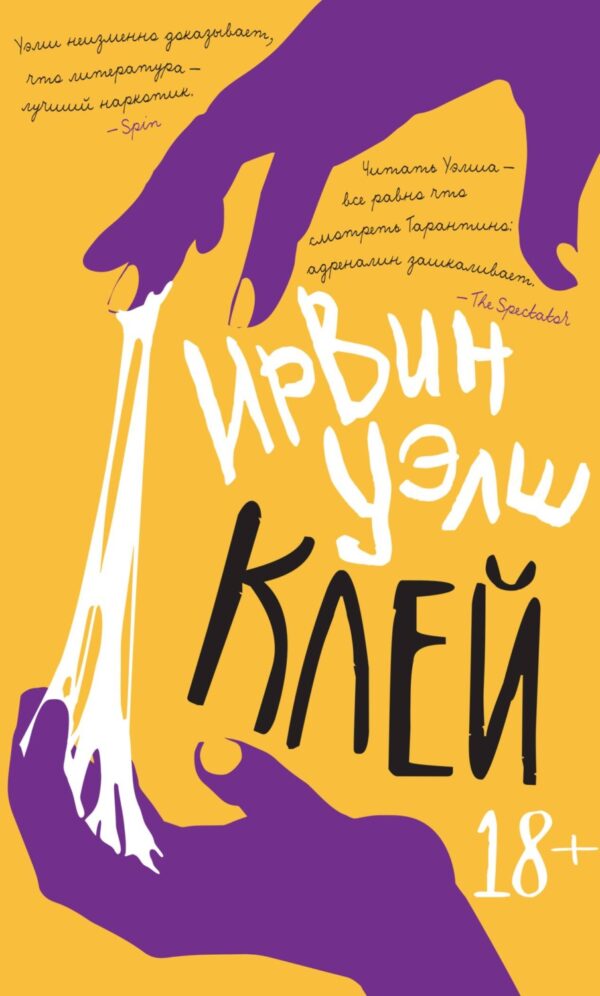 Уэлш неизменно доказывает,
что литература —
лучший наркотик.
— Spin
Читать Уэлша —
все равно что
смотреть Тарантино:
адреналин зашкаливает.
— The Spectator
ИРВИН
УЭЛШ
КЛЕЙ
18+